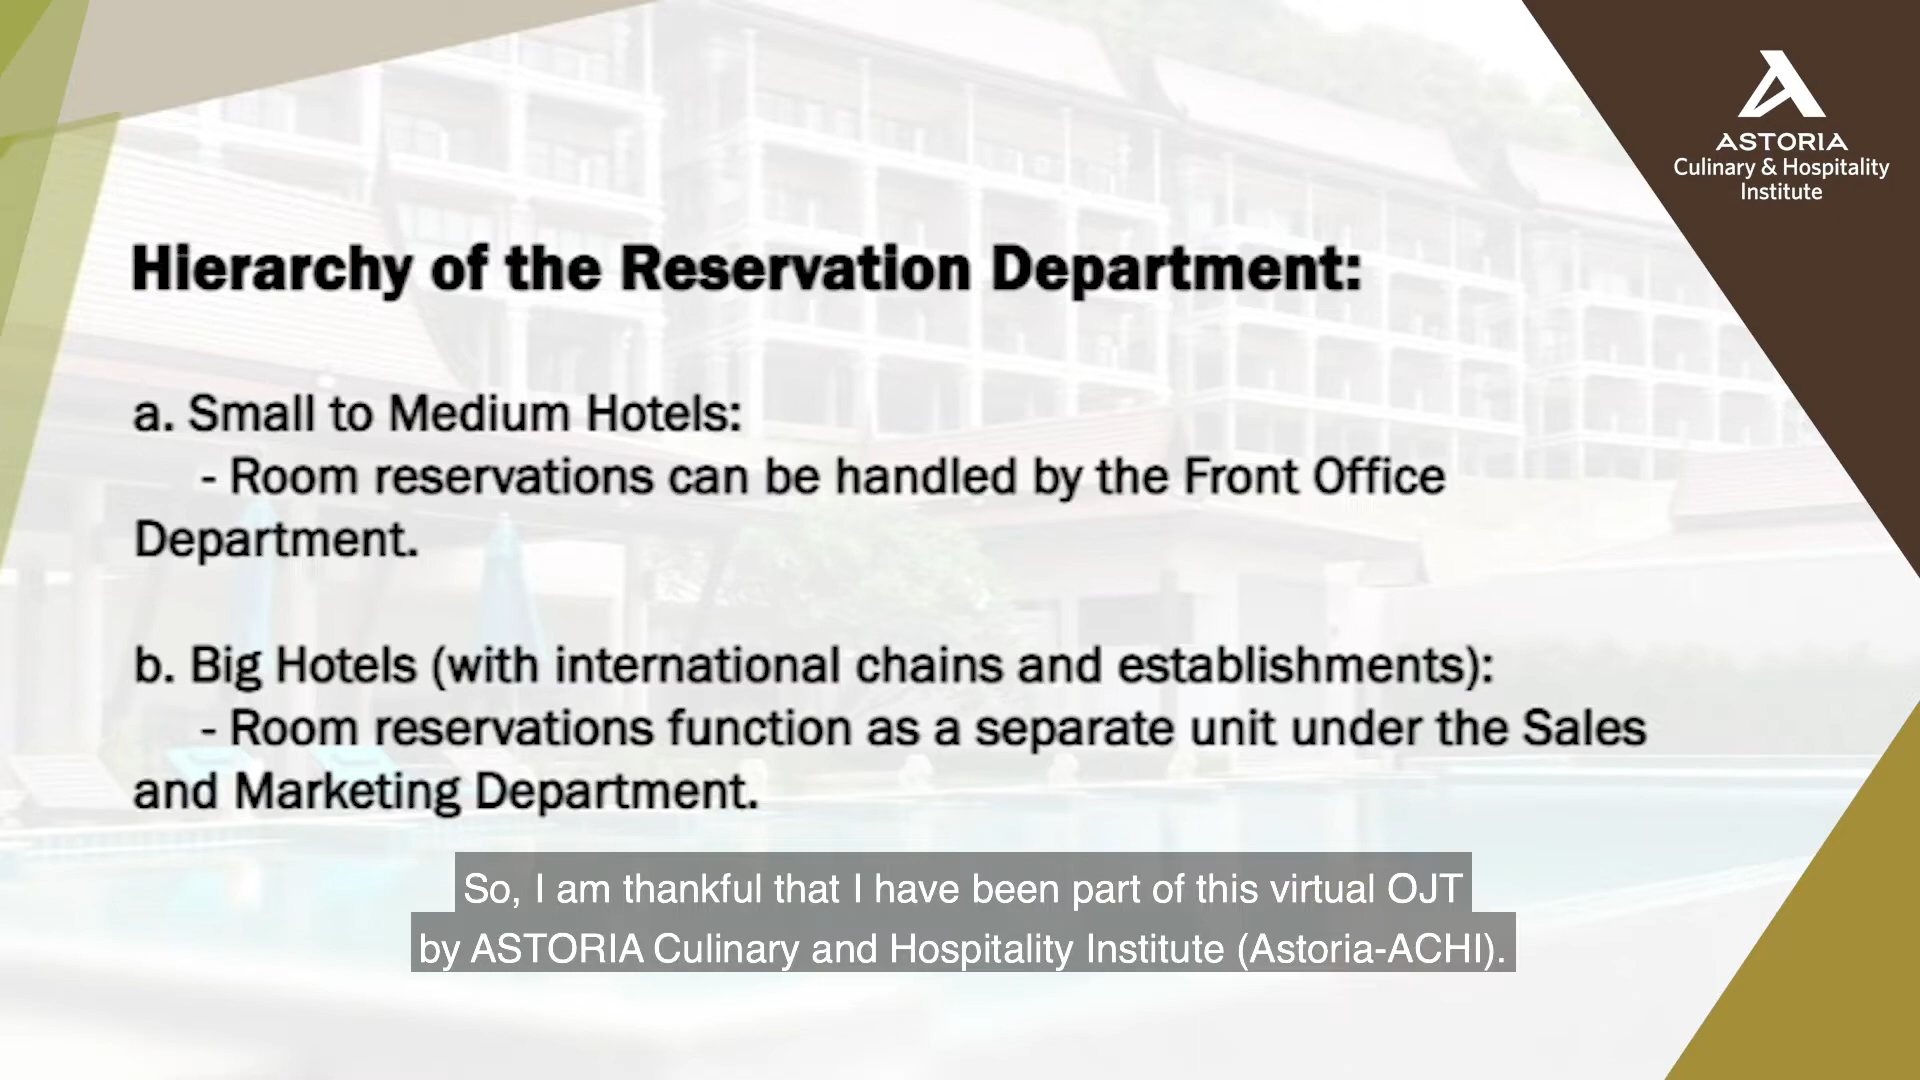 ASTORIA
Culinary & Hospitality
Institute
Hierarchy of the Reservation Department:
a. Small to Medium Hotels:
- Room reservations can be handled by the Front Office
Department.
b. Big Hotels (with international chains and establishments):
- Room reservations function as a separate unit under the Sales
and Marketing Department.
So, I am thankful that I have been part of this virtual OJT
by ASTORIA Culinary and Hospitality Institute (Astoria-ACHI).